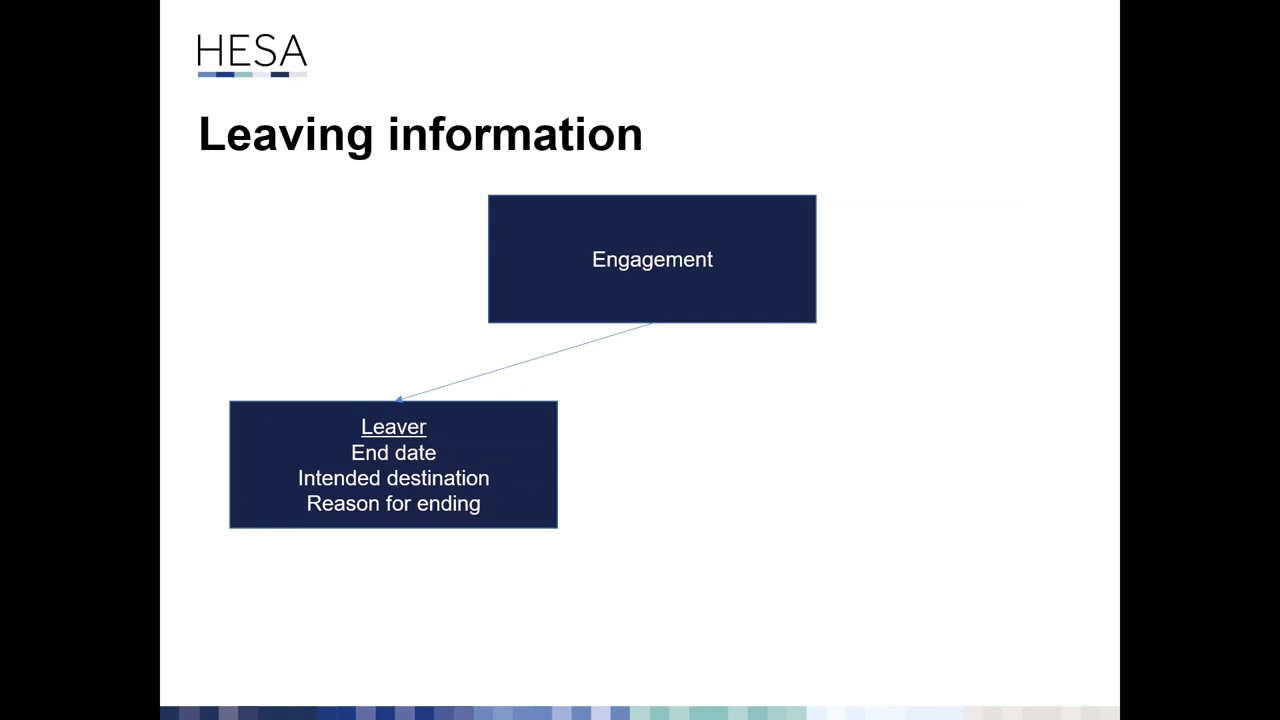 HESA
Leaving information
Engagement
Leaver
End date
Intended destination
Reason for ending